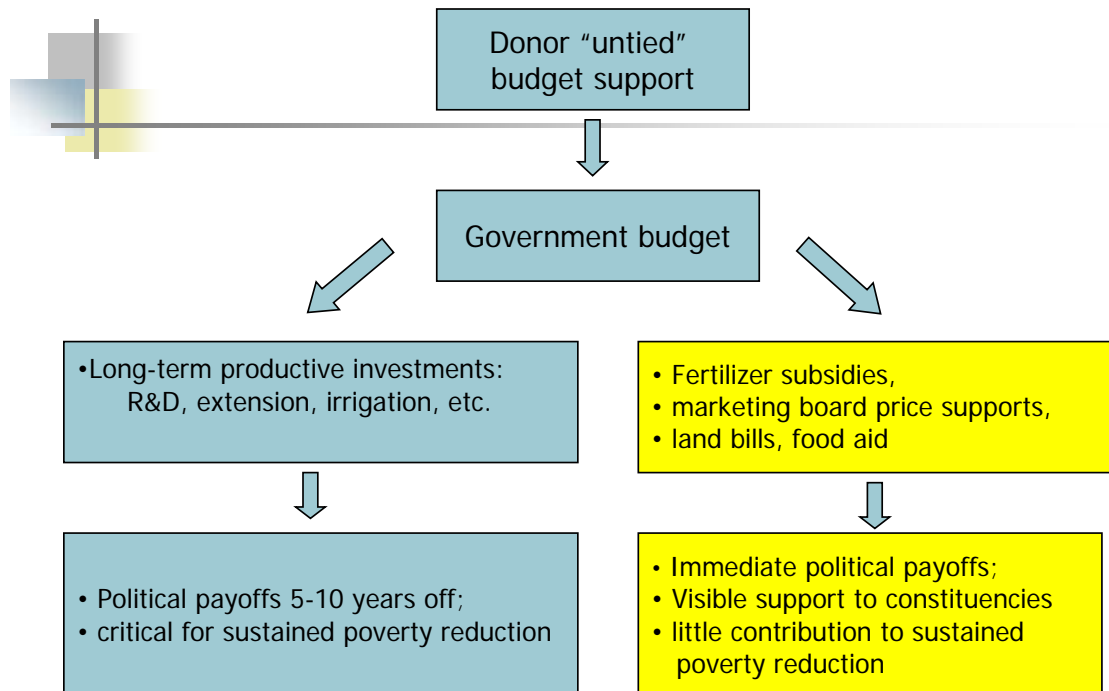 Donor “untied”
budget support
Government budget
•Long-term productive investments:
R&D, extension, irrigation, etc.
• Fertilizer subsidies,
• marketing board price supports,
• land bills, food aid
• Political payoffs 5-10 years off;
• critical for sustained poverty reduction
• Immediate political payoffs;
• Visible support to constituencies
• little contribution to sustained
poverty reduction